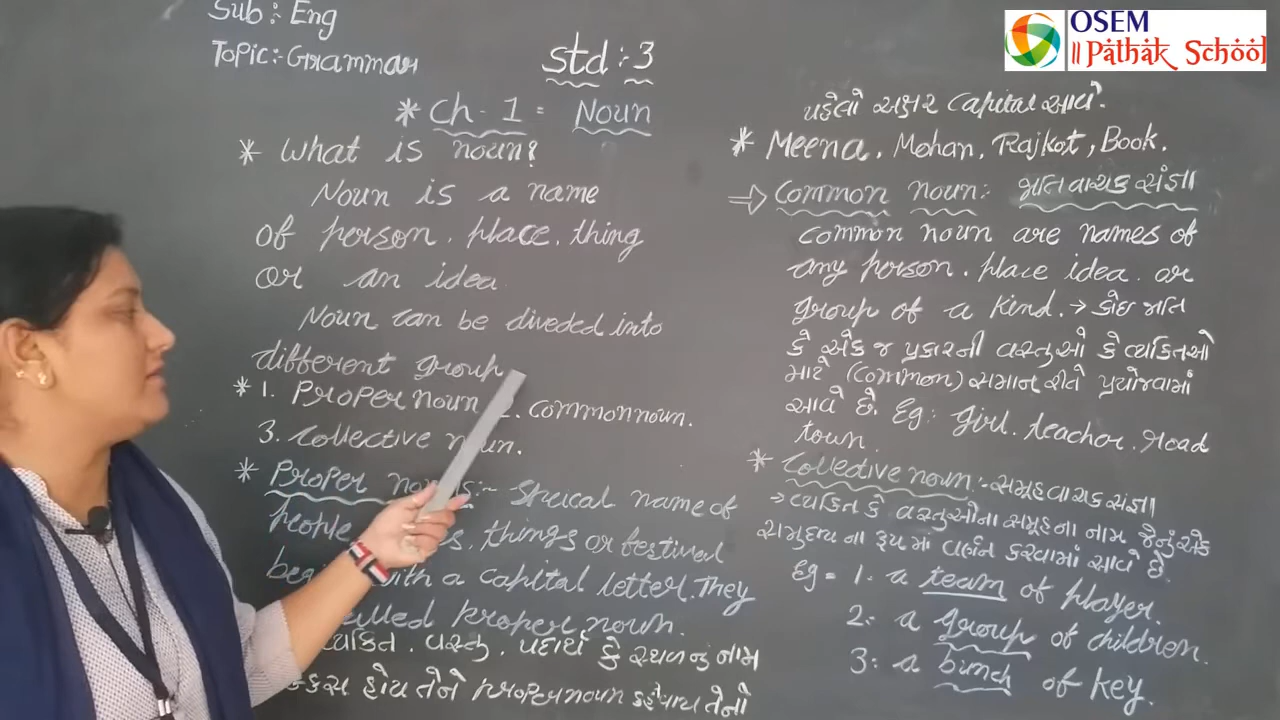 Sub:- Eng
Topic:- Grammar
std :- 3
* Ch - 1 = Noun
* What is noun?
Noun is a name
of person. place. thing
or an idea.
Noun can be diveded into
different group
* 1. Proper noun 2. common noun.
3. collective noun.
* Proper nouns:- Speical name of
people things or festival
with a capital letter. They
called proper noun.
વ્યકિત. વસ્તુ. પદાર્થ કે સ્થળનું નામ
હોય તેને proper noun કહેવાય તેનો
OSEM
|| Pathak School
પહેલો અક્ષર Capital આવે.
* Meena. Mohan. Rajkot, Book.
⇒ Common noun: જાતિવાચક સંજ્ઞા
common noun are names of
any person. place idea. or
group of a kind. → કોઇ જાતિ
કે એક જ પ્રકારની વસ્તુઓ કે વ્યકિતઓ
માટે (common) સમાન રીતે પ્રયોજવામાં
આવે છે. Eg: Girl. teacher. road
town.
* Collective noun:- સમૂહવાચક સંજ્ઞા
→ વ્યકિત કે વસ્તુઓના સમૂહના નામ જેનું એક
સમુદાય ના રૂપમાં વર્ણન કરવામાં આવે છે.
Eg = 1. a team of player.
2. a group of children.
3. a bunch of key.